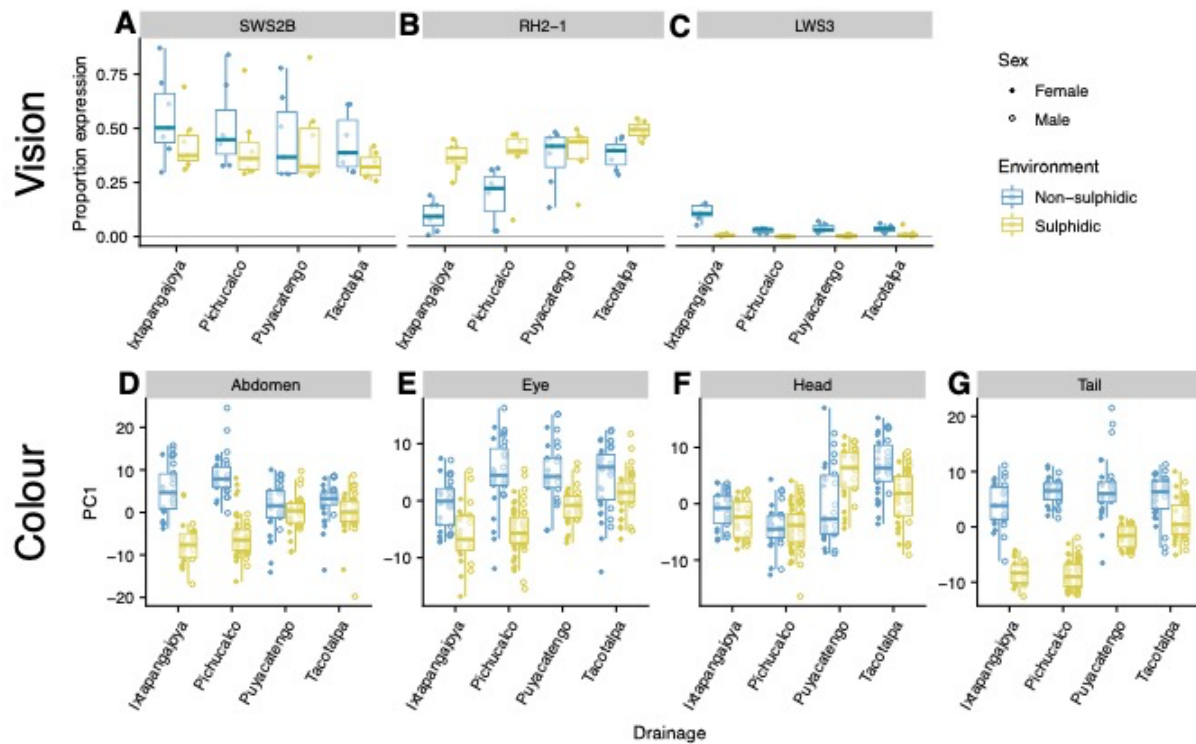 Vision
A SWS2B
B RH2-1
C LWS3
Proportion expression
0.75
0.50
0.25
0.00
Ixtapangajoya
Pichucalco
Puyacatengo
Tacotalpa
Ixtapangajoya
Pichucalco
Puyacatengo
Tacotalpa
Ixtapangajoya
Pichucalco
Puyacatengo
Tacotalpa
Sex
Female
Male
Environment
Non-sulphidic
Sulphidic
Colour
D Abdomen
E Eye
F Head
G Tail
PC1
20
10
0
-10
-20
10
0
-10
10
0
-10
20
10
0
-10
Ixtapangajoya
Pichucalco
Puyacatengo
Tacotalpa
Ixtapangajoya
Pichucalco
Puyacatengo
Tacotalpa
Ixtapangajoya
Pichucalco
Puyacatengo
Tacotalpa
Ixtapangajoya
Pichucalco
Puyacatengo
Tacotalpa
Drainage